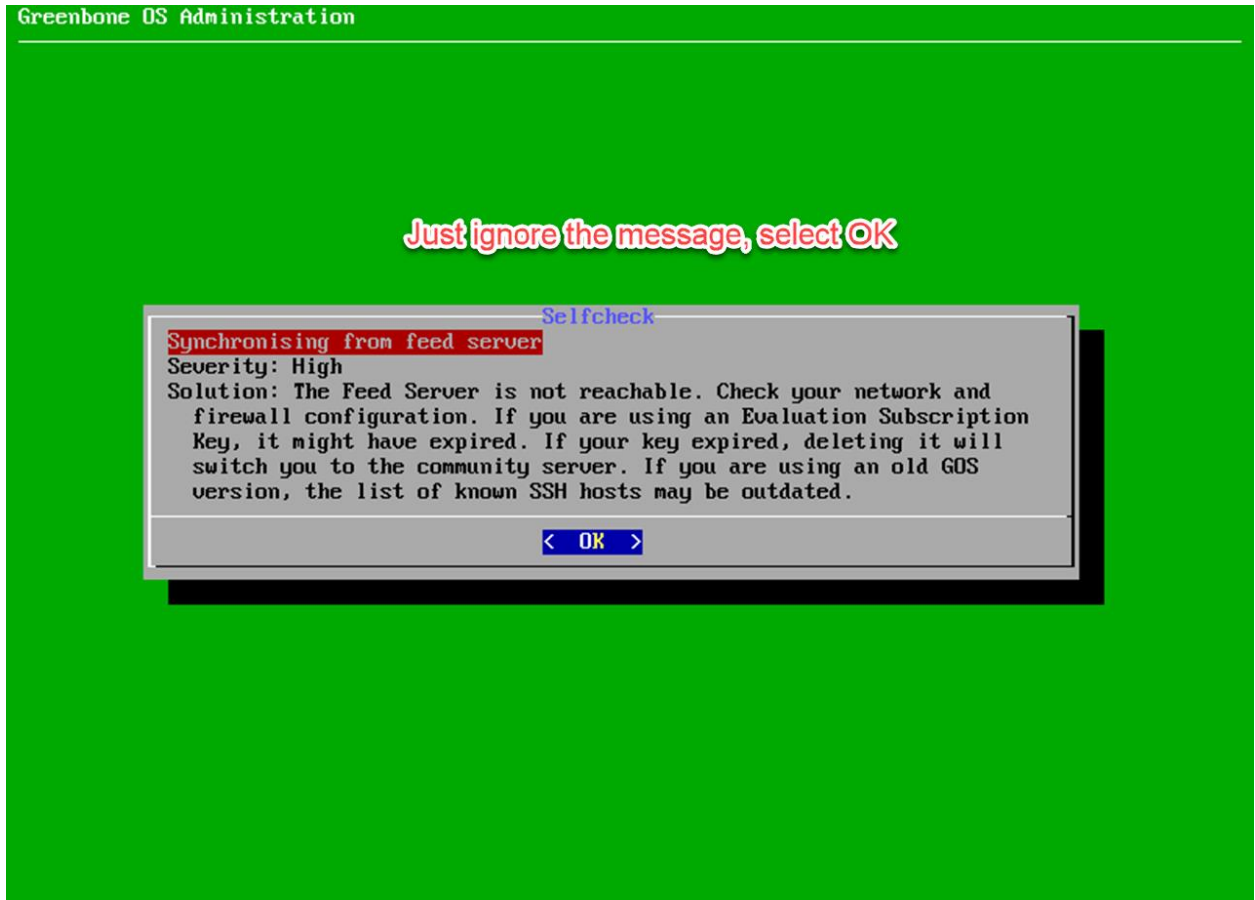 Greenbone OS Administration
Just ignore the message, select OK
Selfcheck
Synchronising from feed server
Severity: High
Solution: The Feed Server is not reachable. Check your network and
firewall configuration. If you are using an Evaluation Subscription
Key, it might have expired. If your key expired, deleting it will
switch you to the community server. If you are using an old GOS
version, the list of known SSH hosts may be outdated.
< OK >